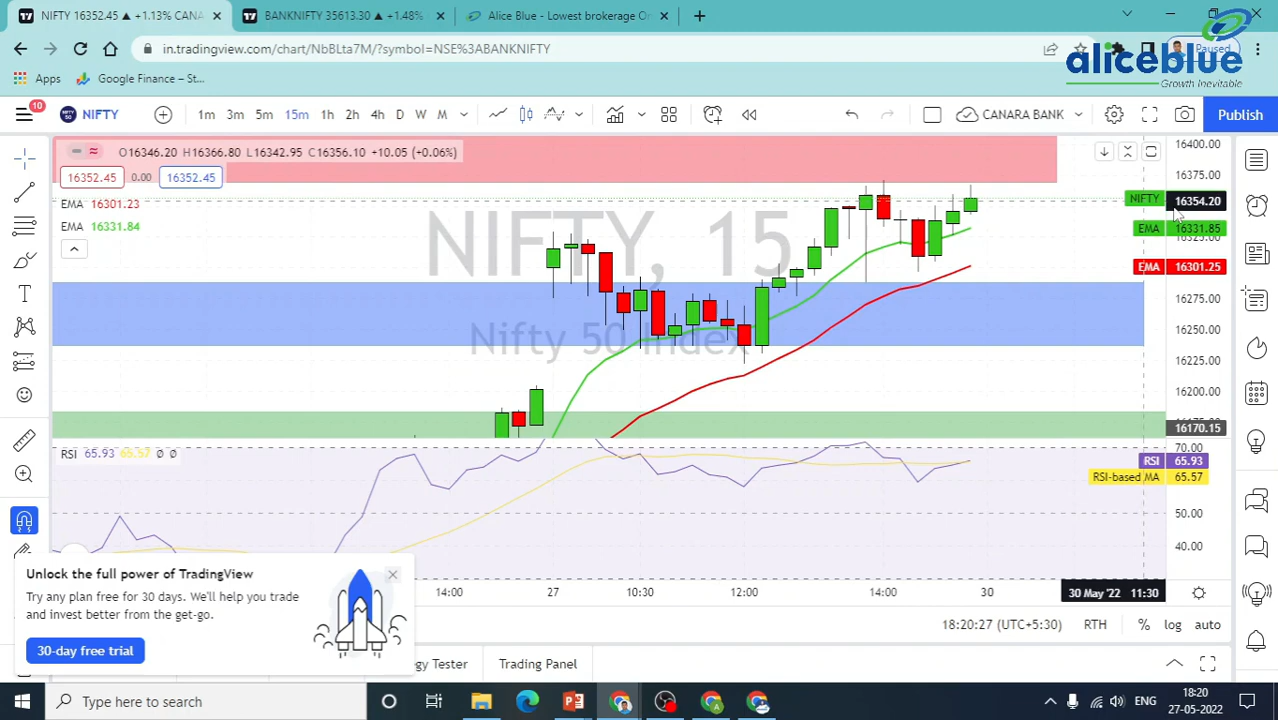 NIFTY 16352.45 ▲ +1.13% CANA
BANKNIFTY 35613.30 ▲ +1.48%
Alice Blue - Lowest brokerage On
in.tradingview.com/chart/NbBLta7M/?symbol=NSE%3ABANKNIFTY
Paused
aliceblue
Growth Inevitable
Apps
Google Finance – St...
10
NIFTY
1m 3m 5m 15m 1h 2h 4h D W M
CANARA BANK
Publish
O16346.20 H16366.80 L16342.95 C16356.10 +10.05 (+0.06%)
16352.45 0.00 16352.45
EMA 16301.23
EMA 16331.84
NIFTY, 15
Nifty 50 Index
16400.00
16375.00
NIFTY 16354.20
EMA 16331.85
16325.00
EMA 16301.25
16275.00
16250.00
16225.00
16200.00
16170.15
RSI 65.93 65.57 Ø Ø
70.00
RSI 65.93
RSI-based MA 65.57
50.00
40.00
Unlock the full power of TradingView
Try any plan free for 30 days. We'll help you trade
and invest better from the get-go.
30-day free trial
14:00 27 10:30 12:00 14:00 30 30 May '22 11:30
18:20:27 (UTC+5:30) RTH % log auto
gy Tester
Trading Panel
Type here to search
ENG
18:20
27-05-2022